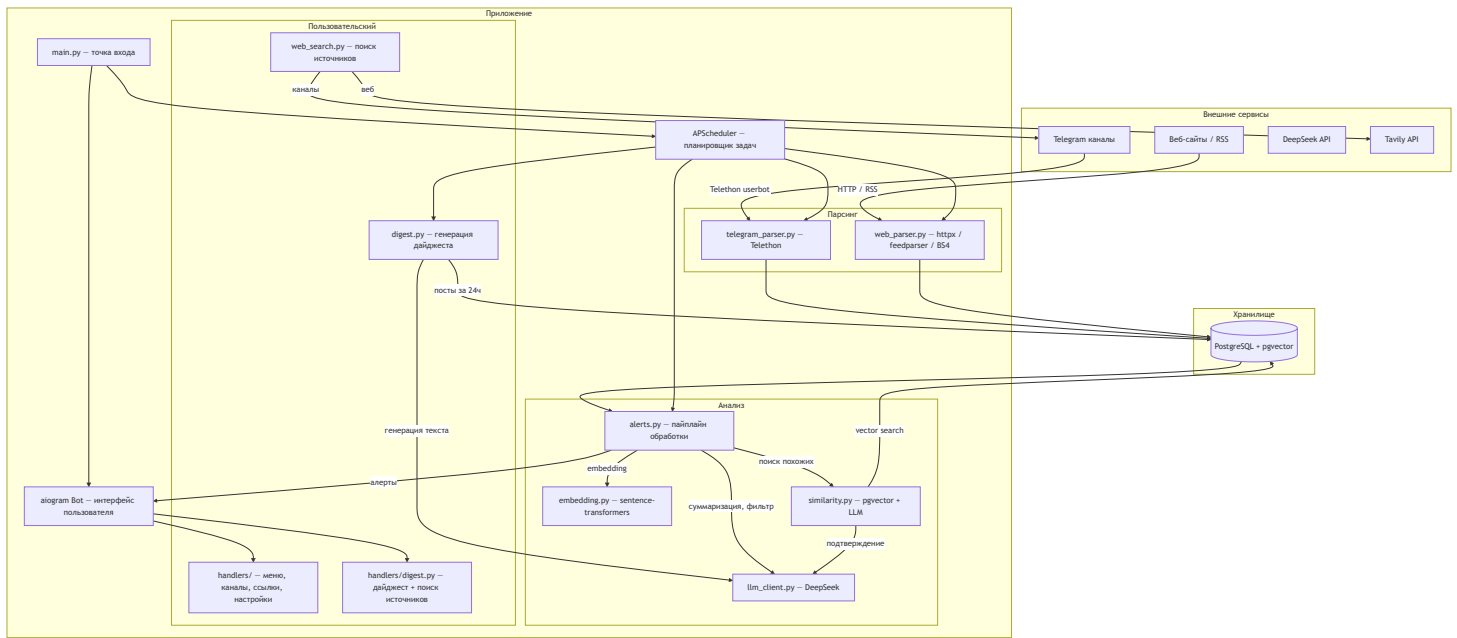 Приложение
Пользовательский
main.py — точка входа
web_search.py — поиск
источников
каналы
веб
Внешние сервисы
APScheduler —
планировщик задач
Telegram каналы
Веб-сайты / RSS
DeepSeek API
Tavily API
Telethon userbot
HTTP / RSS
Парсинг
digest.py — генерация
дайджеста
telegram_parser.py —
Telethon
web_parser.py — httpx /
feedparser / BS4
посты за 24ч
Хранилище
PostgreSQL + pgvector
Анализ
alerts.py — пайплайн
обработки
генерация текста
vector search
embedding
поиск похожих
алерты
aiogram Bot — интерфейс
пользователя
embedding.py — sentence-
transformers
суммаризация, фильтр
similarity.py — pgvector +
LLM
подтверждение
handlers/ — меню,
каналы, ссылки,
настройки
handlers/digest.py —
дайджест + поиск
источников
llm_client.py — DeepSeek